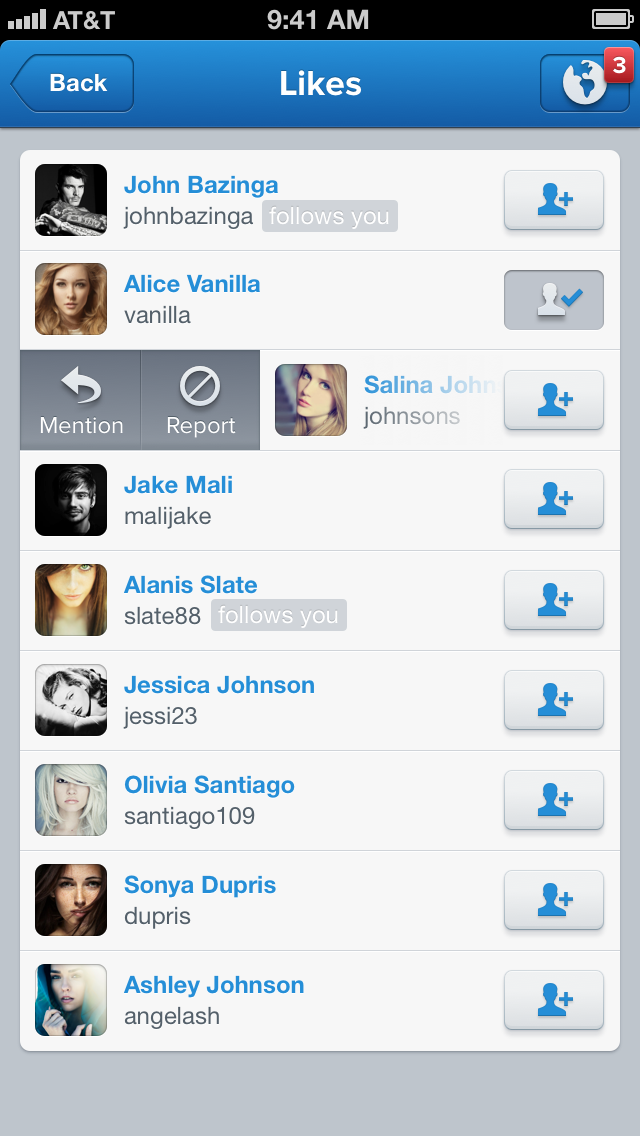 AT&T 9:41 AM
Back Likes 3
John Bazinga
johnbazinga follows you
Alice Vanilla
vanilla
Salina John
johnsons
Mention Report
Jake Mali
malijake
Alanis Slate
slate88 follows you
Jessica Johnson
jessi23
Olivia Santiago
santiago109
Sonya Dupris
dupris
Ashley Johnson
angelash